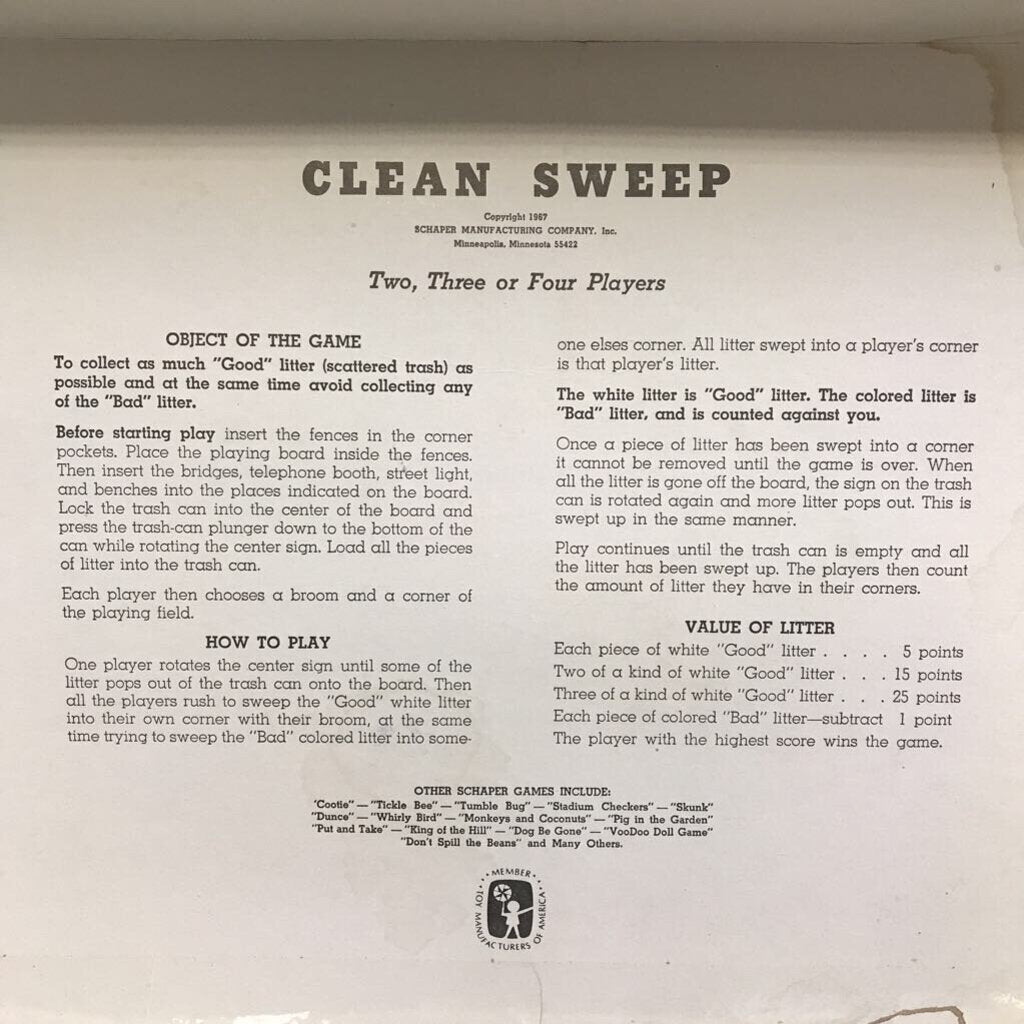 CLEAN SWEEP
Copyright 1967
SCHAPER MANUFACTURING COMPANY, Inc.
Minneapolis, Minnesota 55422
Two, Three or Four Players
OBJECT OF THE GAME
To collect as much "Good" litter (scattered trash) as
possible and at the same time avoid collecting any
of the "Bad" litter.
Before starting play insert the fences in the corner
pockets. Place the playing board inside the fences.
Then insert the bridges, telephone booth, street light,
and benches into the places indicated on the board.
Lock the trash can into the center of the board and
press the trash-can plunger down to the bottom of the
can while rotating the center sign. Load all the pieces
of litter into the trash can.
Each player then chooses a broom and a corner of
the playing field.
HOW TO PLAY
One player rotates the center sign until some of the
litter pops out of the trash can onto the board. Then
all the players rush to sweep the "Good" white litter
into their own corner with their broom, at the same
time trying to sweep the "Bad" colored litter into some-
one elses corner. All litter swept into a player's corner
is that player's litter.
The white litter is "Good" litter. The colored litter is
"Bad" litter, and is counted against you.
Once a piece of litter has been swept into a corner
it cannot be removed until the game is over. When
all the litter is gone off the board, the sign on the trash
can is rotated again and more litter pops out. This is
swept up in the same manner.
Play continues until the trash can is empty and all
the litter has been swept up. The players then count
the amount of litter they have in their corners.
VALUE OF LITTER
Each piece of white "Good" litter . . . . 5 points
Two of a kind of white "Good" litter . . . 15 points
Three of a kind of white "Good" litter . . . 25 points
Each piece of colored "Bad" litter—subtract 1 point
The player with the highest score wins the game.
OTHER SCHAPER GAMES INCLUDE:
'Cootie" — "Tickle Bee" — "Tumble Bug" — "Stadium Checkers" — "Skunk"
"Dunce" — "Whirly Bird" — "Monkeys and Coconuts" — "Pig in the Garden"
"Put and Take" — "King of the Hill" — "Dog Be Gone" — "VooDoo Doll Game"
"Don't Spill the Beans" and Many Others.
MEMBER
TOY MANUFACTURERS OF AMERICA